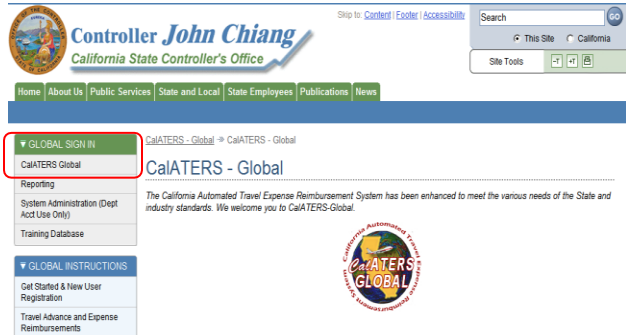 Skip to: Content | Footer | Accessibility
Search
GO
This Site
California
Site Tools
-T +T
Controller John Chiang
California State Controller's Office
Home About Us Public Services State and Local State Employees Publications News
▼ GLOBAL SIGN IN
CalATERS Global
Reporting
System Administration (Dept
Acct Use Only)
Training Database
▼ GLOBAL INSTRUCTIONS
Get Started & New User
Registration
Travel Advance and Expense
Reimbursements
CalATERS - Global → CalATERS - Global
CalATERS - Global
The California Automated Travel Expense Reimbursement System has been enhanced to meet the various needs of the State and
industry standards. We welcome you to CalATERS-Global.
California Automated Travel Expense Reimbursement System
CalATERS
GLOBAL